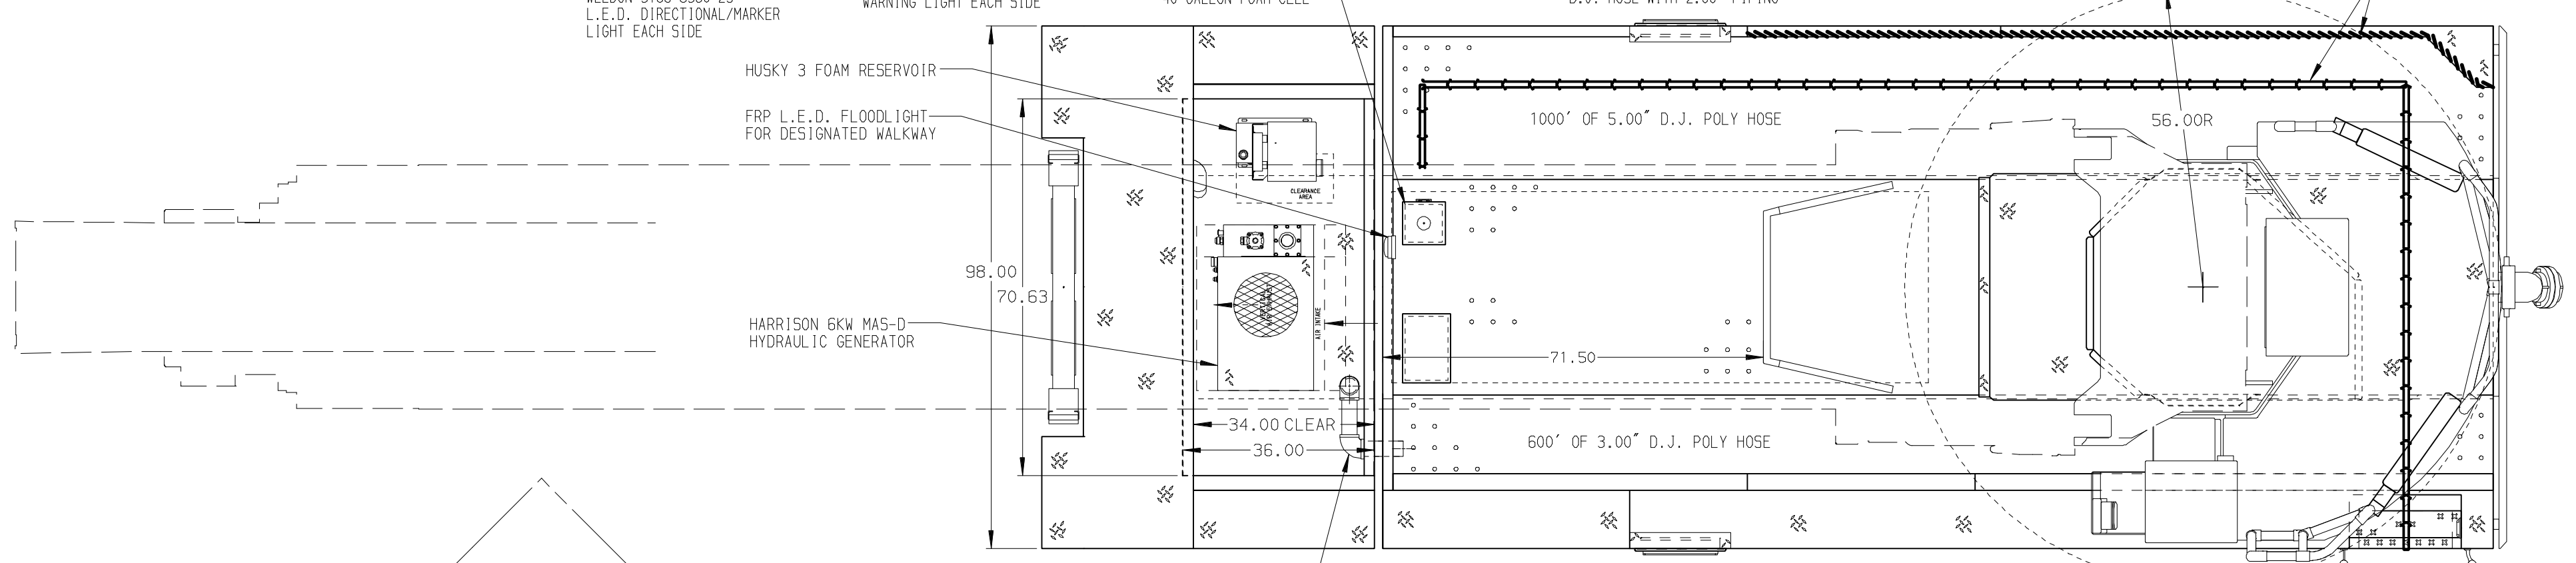 L.E.D. DIRECTIONAL/MARKER
LIGHT EACH SIDE
WARNING LIGHT EACH SIDE
HUSKY 3 FOAM RESERVOIR
FRP L.E.D. FLOODLIGHT
FOR DESIGNATED WALKWAY
1000' OF 5.00" D.J. POLY HOSE
56.00R
CLEARANCE
AREA
98.00
70.63
AIR INTAKE
HARRISON 6KW MAS-D
HYDRAULIC GENERATOR
71.50
34.00 CLEAR
36.00
600' OF 3.00" D.J. POLY HOSE